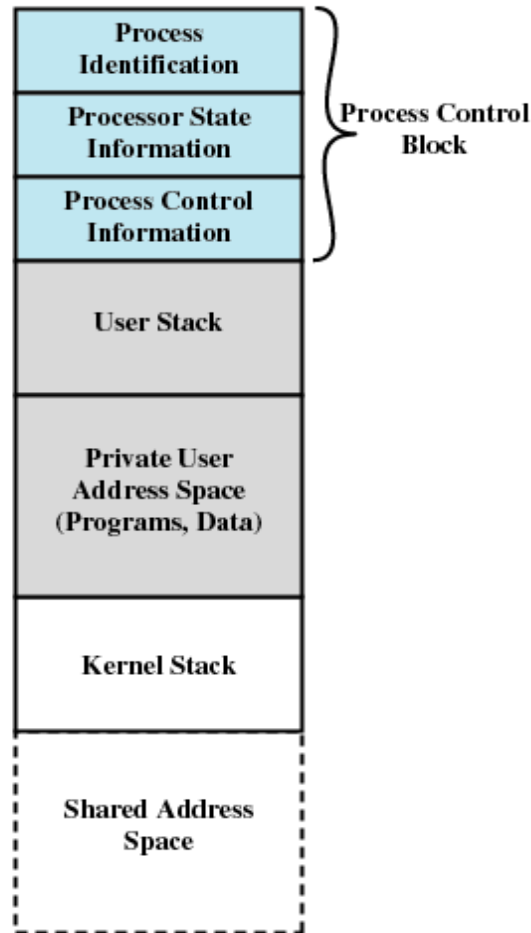 Process
Identification
Processor State
Information
Process Control
Information
Process Control
Block
User Stack
Private User
Address Space
(Programs, Data)
Kernel Stack
Shared Address
Space